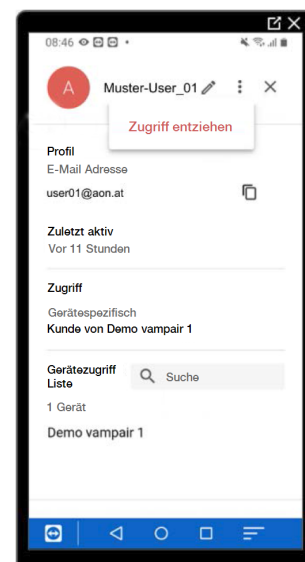 08:46
A
Muster-User_01
Zugriff entziehen
Profil
E-Mail Adresse
user01@aon.at
Zuletzt aktiv
Vor 11 Stunden
Zugriff
Gerätespezifisch
Kunde von Demo vampair 1
Gerätezugriff
Liste
Suche
1 Gerät
Demo vampair 1